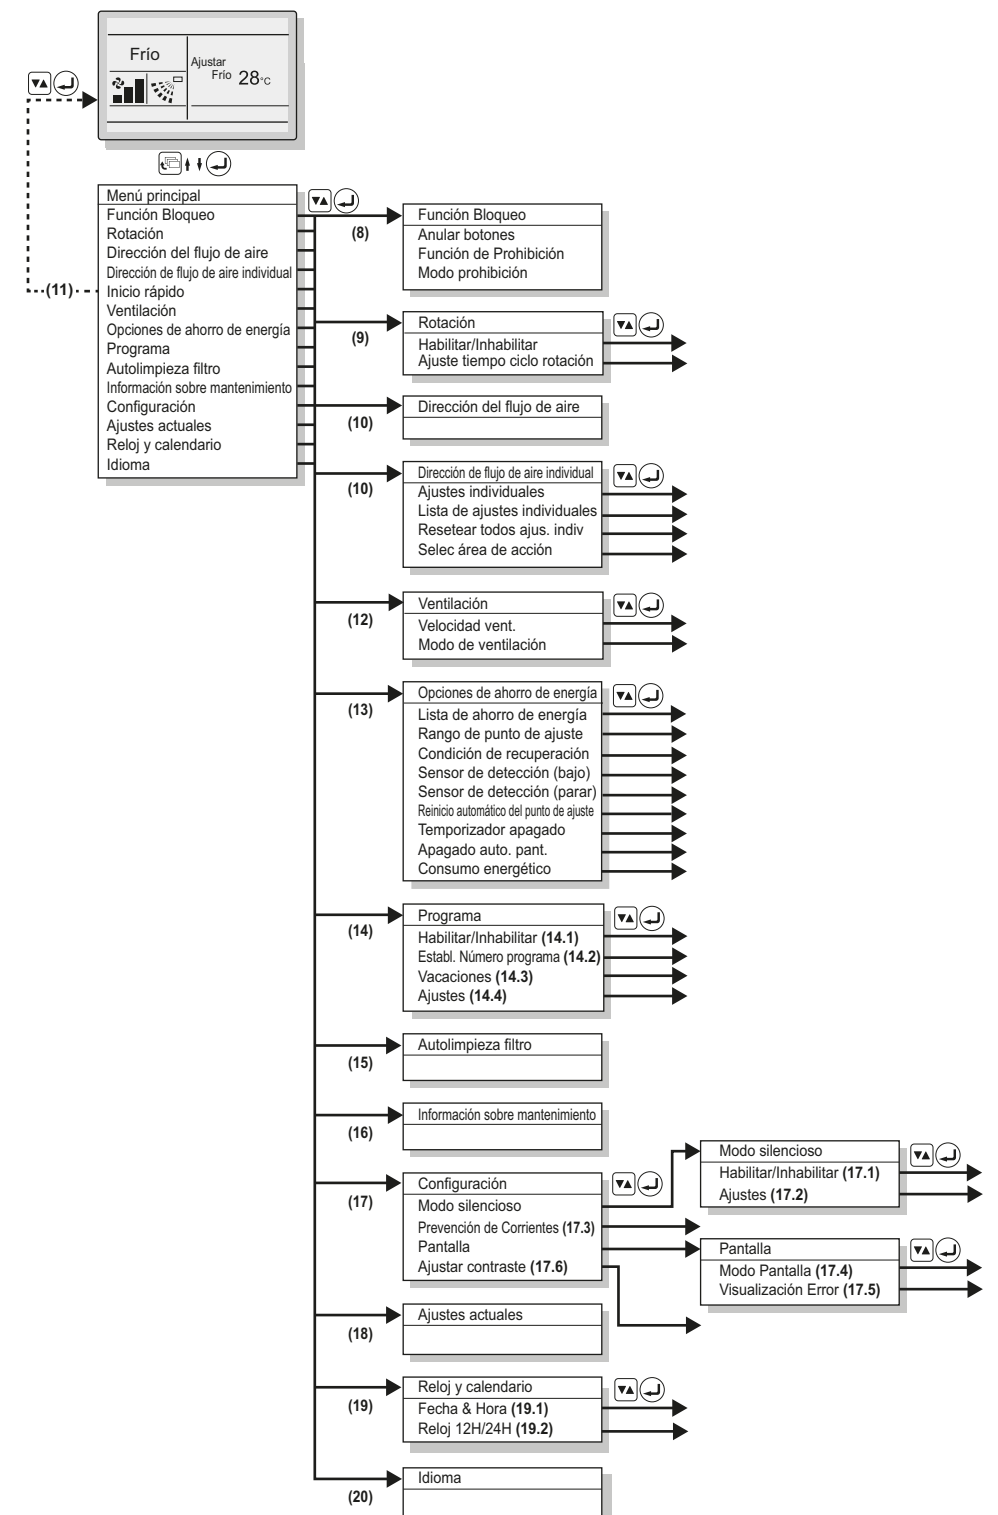 Frío
Ajustar
Frío 28°C
Menú principal
Función Bloqueo
Rotación
Dirección del flujo de aire
Dirección de flujo de aire individual
(11)
Inicio rápido
Ventilación
Opciones de ahorro de energía
Programa
Autolimpieza filtro
Información sobre mantenimiento
Configuración
Ajustes actuales
Reloj y calendario
Idioma
(8)
Función Bloqueo
Anular botones
Función de Prohibición
Modo prohibición
(9)
Rotación
Habilitar/Inhabilitar
Ajuste tiempo ciclo rotación
(10)
Dirección del flujo de aire
(10)
Dirección de flujo de aire individual
Ajustes individuales
Lista de ajustes individuales
Resetear todos ajus. indiv
Selec área de acción
(12)
Ventilación
Velocidad vent.
Modo de ventilación
(13)
Opciones de ahorro de energía
Lista de ahorro de energía
Rango de punto de ajuste
Condición de recuperación
Sensor de detección (bajo)
Sensor de detección (parar)
Reinicio automático del punto de ajuste
Temporizador apagado
Apagado auto. pant.
Consumo energético
(14)
Programa
Habilitar/Inhabilitar (14.1)
Establ. Número programa (14.2)
Vacaciones (14.3)
Ajustes (14.4)
(15)
Autolimpieza filtro
(16)
Información sobre mantenimiento
(17)
Configuración
Modo silencioso
Prevención de Corrientes (17.3)
Pantalla
Ajustar contraste (17.6)
Modo silencioso
Habilitar/Inhabilitar (17.1)
Ajustes (17.2)
Pantalla
Modo Pantalla (17.4)
Visualización Error (17.5)
(18)
Ajustes actuales
(19)
Reloj y calendario
Fecha & Hora (19.1)
Reloj 12H/24H (19.2)
(20)
Idioma